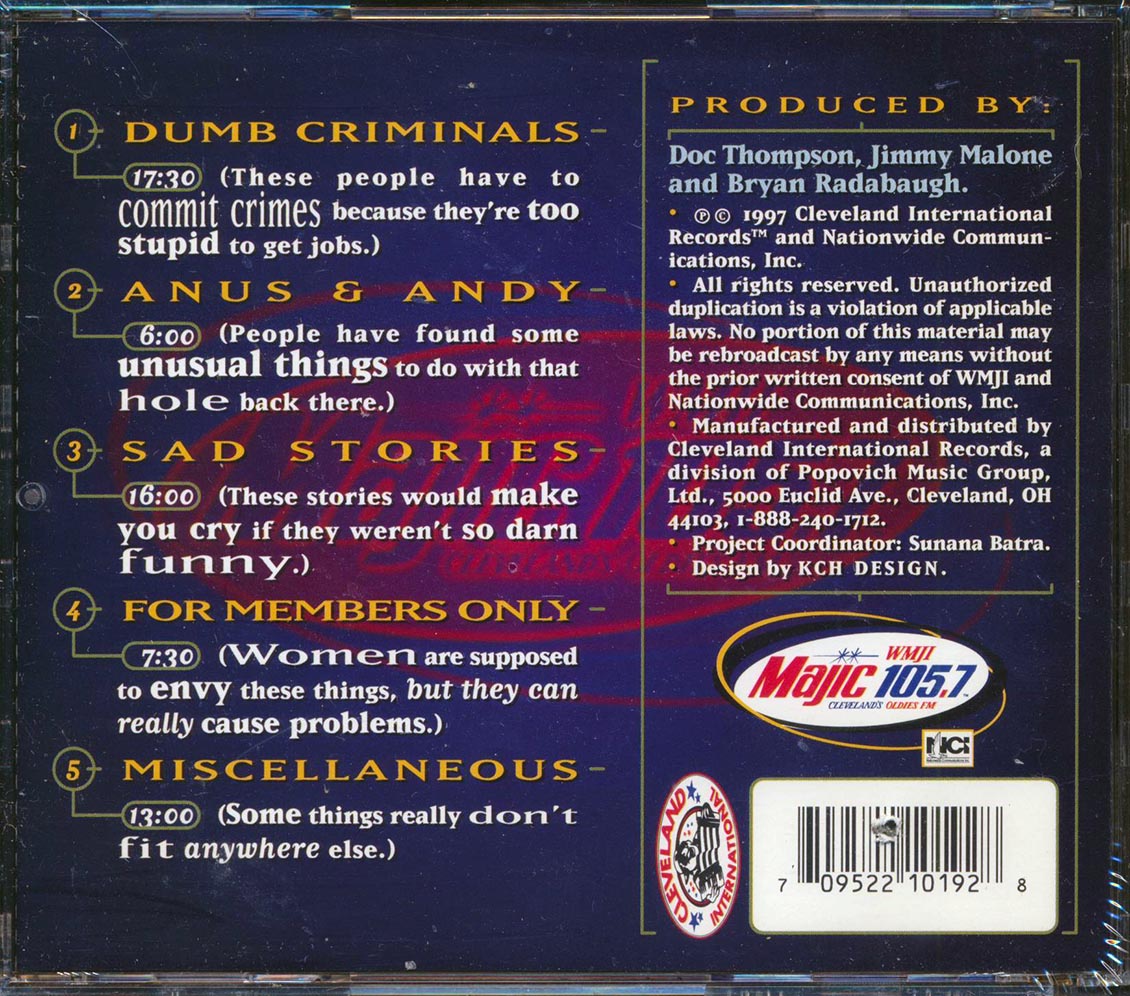 1 DUMB CRIMINALS
17:30 (These people have to
commit crimes because they're too
stupid to get jobs.)
2 ANUS & ANDY
6:00 (People have found some
unusual things to do with that
hole back there.)
3 SAD STORIES
16:00 (These stories would make
you cry if they weren't so darn
funny.)
4 FOR MEMBERS ONLY
7:30 (Women are supposed
to envy these things, but they can
really cause problems.)
5 MISCELLANEOUS
13:00 (Some things really don't
fit anywhere else.)
PRODUCED BY:
Doc Thompson, Jimmy Malone
and Bryan Radabaugh.
• ℗© 1997 Cleveland International
Records™ and Nationwide Commun-
ications, Inc.
• All rights reserved. Unauthorized
duplication is a violation of applicable
laws. No portion of this material may
be rebroadcast by any means without
the prior written consent of WMJI and
Nationwide Communications, Inc.
• Manufactured and distributed by
Cleveland International Records, a
division of Popovich Music Group,
Ltd., 5000 Euclid Ave., Cleveland, OH
44103, 1-888-240-1712.
• Project Coordinator: Sunana Batra.
• Design by KCH DESIGN.
WMJI
Majic 105.7™
CLEVELAND'S OLDIES FM
NCI
CLEVELAND INTERNATIONAL
7 09522 10192 8